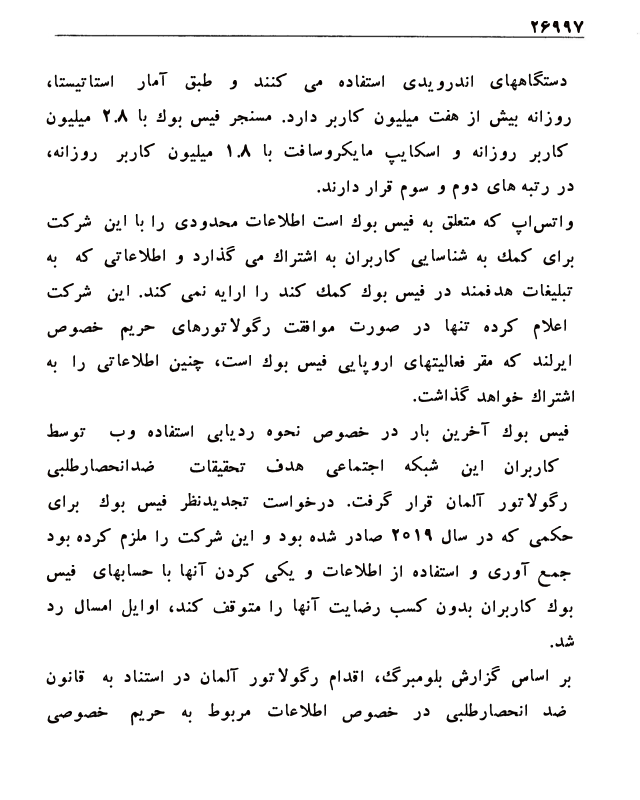 ۲۶۹۹۷
دستگاههای اندرویدی استفاده می کنند و طبق آمار استاتیستا،
روزانه بیش از هفت میلیون کاربر دارد. مسنجر فیس بوك با ۲.۸ میلیون
کاربر روزانه و اسکایپ مایکروسافت با ۱.۸ میلیون کاربر روزانه،
در رتبه های دوم و سوم قرار دارند.
واتس‌اپ که متعلق به فیس بوك است اطلاعات محدودی را با این شرکت
برای کمك به شناسایی کاربران به اشتراك می گذارد و اطلاعاتی که به
تبلیغات هدفمند در فیس بوك کمك کند را ارایه نمی کند. این شرکت
اعلام کرده تنها در صورت موافقت رگولاتورهای حریم خصوص
ایرلند که مقر فعالیتهای اروپایی فیس بوك است، چنین اطلاعاتی را به
اشتراك خواهد گذاشت.
فیس بوك آخرین بار در خصوص نحوه ردیابی استفاده وب توسط
کاربران این شبکه اجتماعی هدف تحقیقات ضدانحصارطلبی
رگولاتور آلمان قرار گرفت. درخواست تجدیدنظر فیس بوك برای
حکمی که در سال ۲۰۱۹ صادر شده بود و این شرکت را ملزم کرده بود
جمع آوری و استفاده از اطلاعات و یکی کردن آنها با حسابهای فیس
بوك کاربران بدون کسب رضایت آنها را متوقف کند، اوایل امسال رد
شد.
بر اساس گزارش بلومبرگ، اقدام رگولاتور آلمان در استناد به قانون
ضد انحصارطلبی در خصوص اطلاعات مربوط به حریم خصوصی